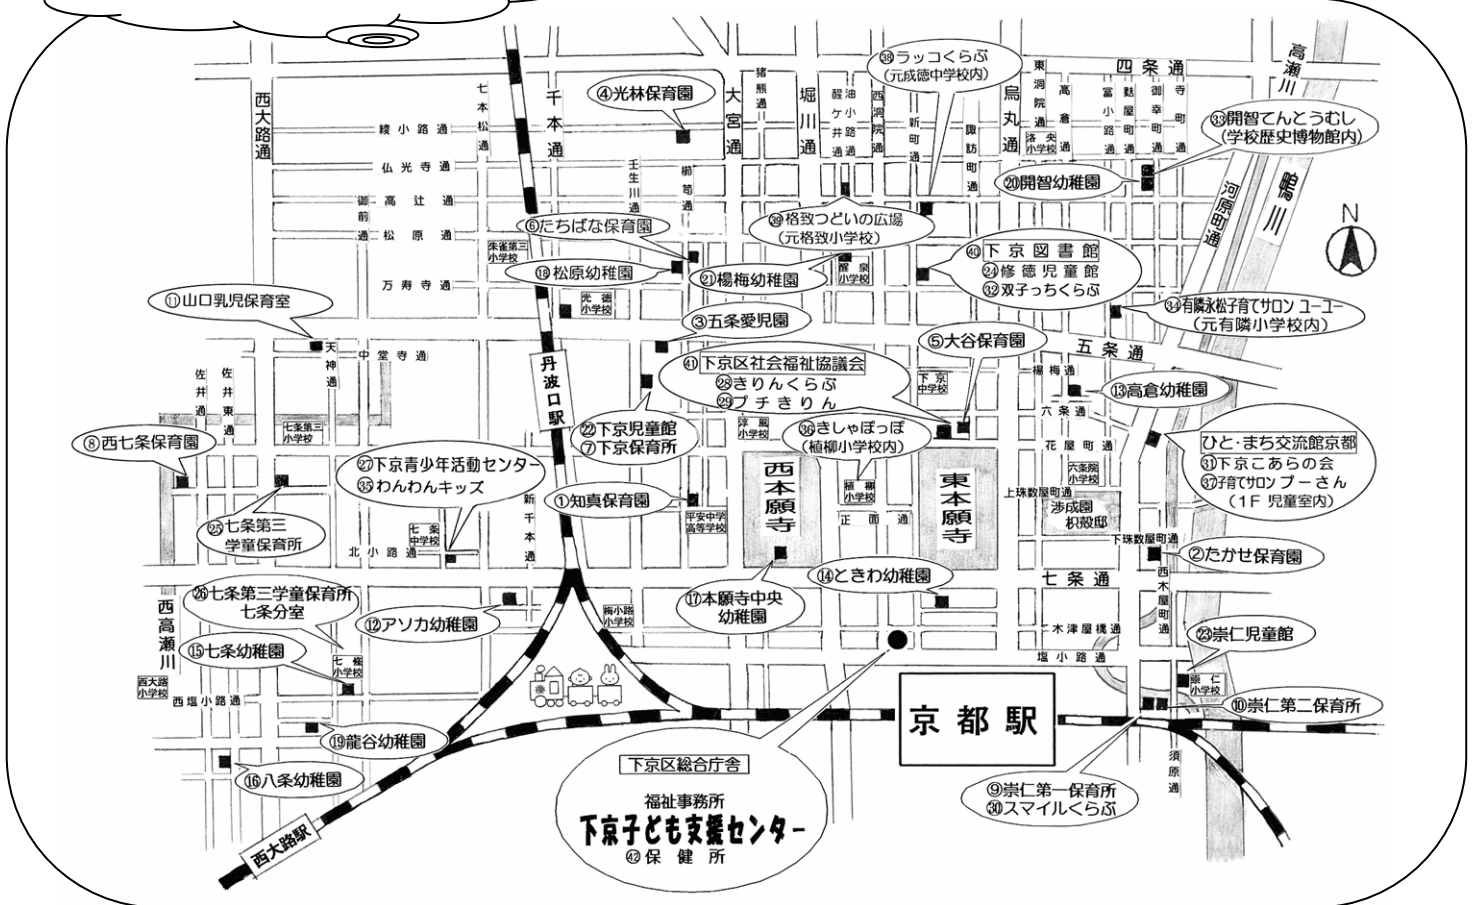 四条通
高瀬川
鴨川
河原町通
西大路通
七本松通
千本通
大宮通
猪熊通
堀川通
醒ケ井通
油小路通
西洞院通
新町通
諏訪町通
烏丸通
東洞院通
高倉通
富小路通
麩屋町通
御幸町通
寺町通
綾小路通
仏光寺通
高辻通
御前通
松原通
万寿寺通
壬生川通
櫛笥通
中堂寺通
天神通
佐井通
佐井東通
五条通
楊梅通
六条通
花屋町通
上珠数屋町通
下珠数屋町通
正面通
北小路通
新千本通
七条通
西木屋町通
木津屋橋通
塩小路通
西塩小路通
須原通
西高瀬川
N
④光林保育園
㊳ラッコくらぶ
(元成徳中学校内)
㉝開智てんとうむし
(学校歴史博物館内)
⑳開智幼稚園
洛央
小学校
㊴格致つどいの広場
(元格致小学校)
⑥たちばな保育園
朱雀第三
小学校
⑱松原幼稚園
㉑楊梅幼稚園
醒泉
小学校
㊵下京図書館
㉔修徳児童館
㉜双子っちくらぶ
⑪山口乳児保育室
光徳
小学校
③五条愛児園
㉞有隣永松子育てサロン ユーユー
(元有隣小学校内)
⑤大谷保育園
丹波口駅
㊶下京区社会福祉協議会
㉘きりんくらぶ
㉙プチきりん
下京
中学校
⑬高倉幼稚園
⑧西七条保育園
七条第三
小学校
㉒下京児童館
⑦下京保育所
淳風
小学校
㊱きしゃぽっぽ
(植柳小学校内)
ひと・まち交流館京都
㉛下京こあらの会
㊲子育てサロン プーさん
(1F 児童室内)
㉗下京青少年活動センター
㉟わんわんキッズ
①知真保育園
西本願寺
植柳
小学校
東本願寺
六条院
小学校
渉成園
枳殻邸
㉕七条第三
学童保育所
七条
中学校
平安中学
高等学校
②たかせ保育園
㉖七条第三学童保育所
七条分室
⑫アソカ幼稚園
梅小路
小学校
⑰本願寺中央
幼稚園
⑭ときわ幼稚園
㉓崇仁児童館
⑮七条幼稚園
七條
小学校
西大路
小学校
崇仁
小学校
京都駅
⑩崇仁第二保育所
⑲龍谷幼稚園
⑯八条幼稚園
下京区総合庁舎
福祉事務所
下京子ども支援センター
㊷保健所
⑨崇仁第一保育所
㉚スマイルくらぶ
西大路駅